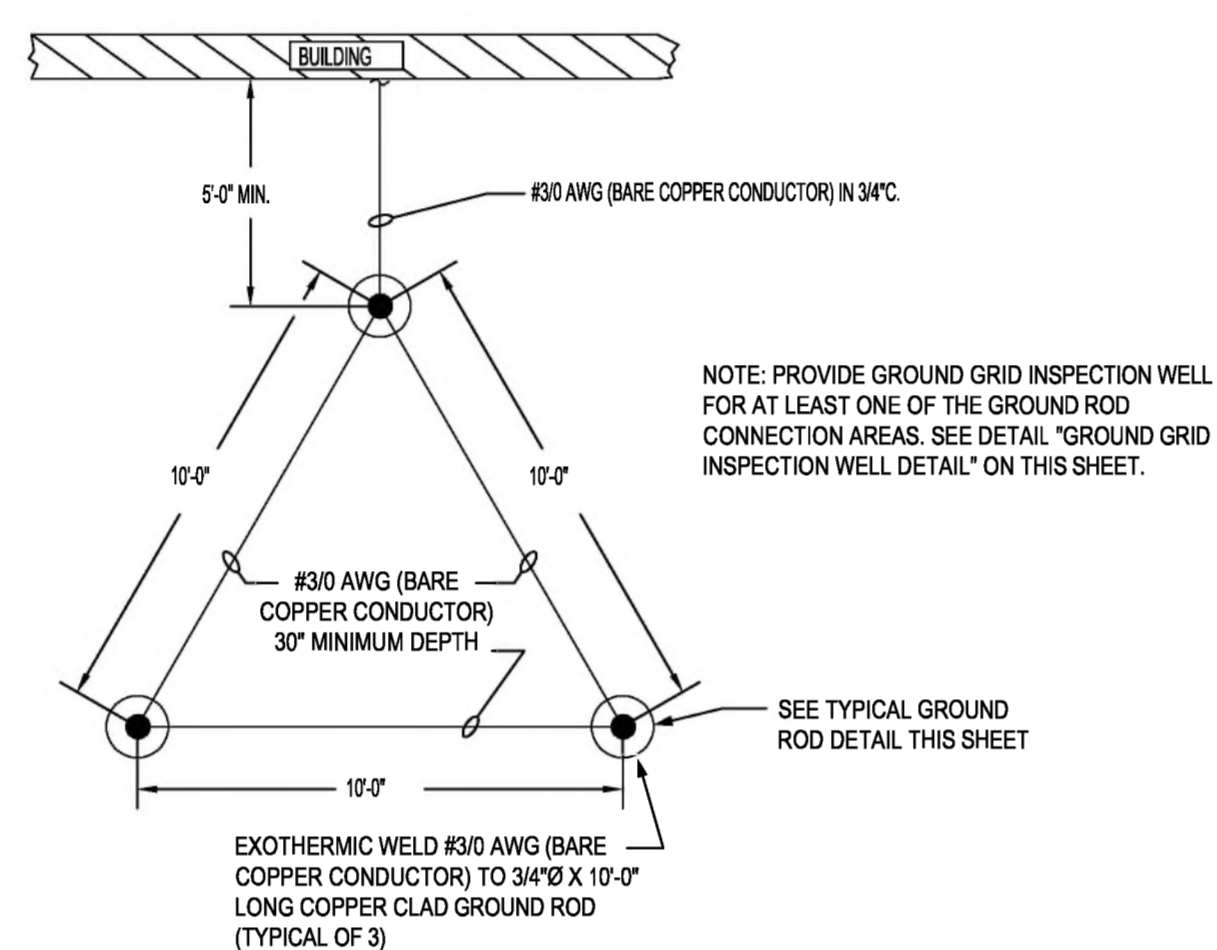 BUILDING
5'-0" MIN.
#3/0 AWG (BARE COPPER CONDUCTOR) IN 3/4"C.
NOTE: PROVIDE GROUND GRID INSPECTION WELL
FOR AT LEAST ONE OF THE GROUND ROD
CONNECTION AREAS. SEE DETAIL "GROUND GRID
INSPECTION WELL DETAIL" ON THIS SHEET.
10'-0"
10'-0"
#3/0 AWG (BARE
COPPER CONDUCTOR)
30" MINIMUM DEPTH
SEE TYPICAL GROUND
ROD DETAIL THIS SHEET
10'-0"
EXOTHERMIC WELD #3/0 AWG (BARE
COPPER CONDUCTOR) TO 3/4"Ø X 10'-0"
LONG COPPER CLAD GROUND ROD
(TYPICAL OF 3)